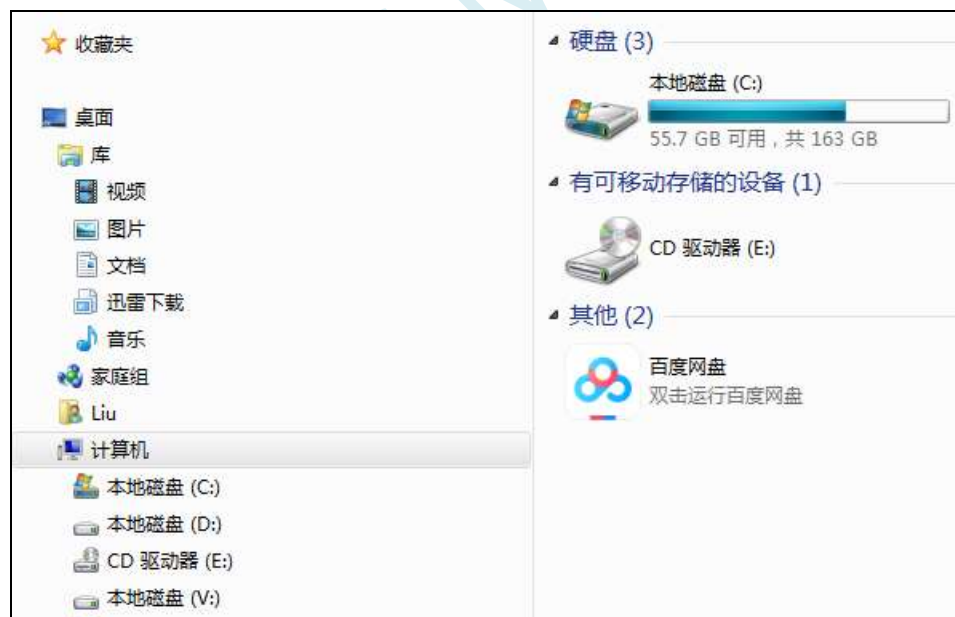 收藏夹
桌面
库
视频
图片
文档
迅雷下载
音乐
家庭组
Liu
计算机
本地磁盘 (C:)
本地磁盘 (D:)
CD 驱动器 (E:)
本地磁盘 (V:)
硬盘 (3)
本地磁盘 (C:)
55.7 GB 可用，共 163 GB
有可移动存储的设备 (1)
CD 驱动器 (E:)
其他 (2)
百度网盘
双击运行百度网盘